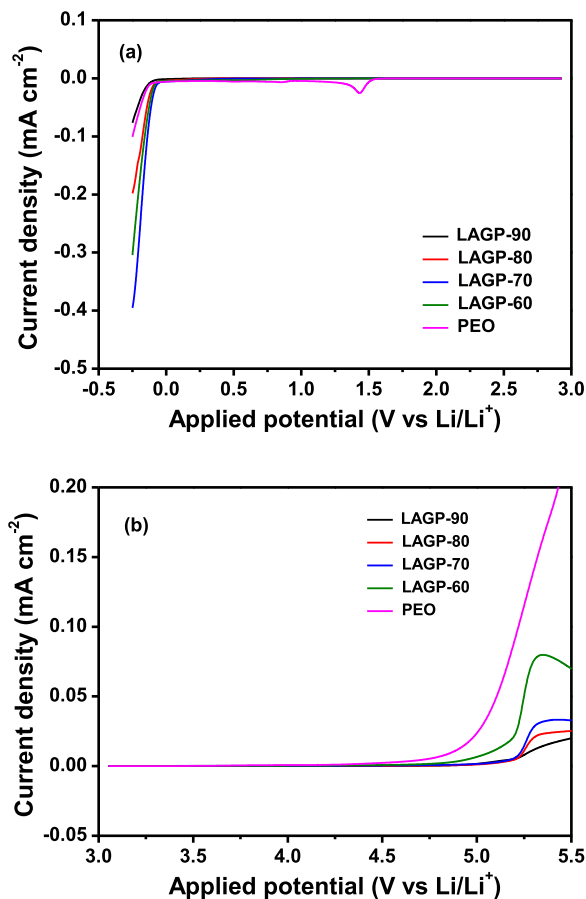 0.1
0.0
-0.1
-0.2
-0.3
-0.4
-0.5
Current density (mA cm⁻²)
(a)
LAGP-90
LAGP-80
LAGP-70
LAGP-60
PEO
-0.5 0.0 0.5 1.0 1.5 2.0 2.5 3.0
Applied potential (V vs Li/Li⁺)
0.20
0.15
0.10
0.05
0.00
-0.05
Current density (mA cm⁻²)
(b)
LAGP-90
LAGP-80
LAGP-70
LAGP-60
PEO
3.0 3.5 4.0 4.5 5.0 5.5
Applied potential (V vs Li/Li⁺)